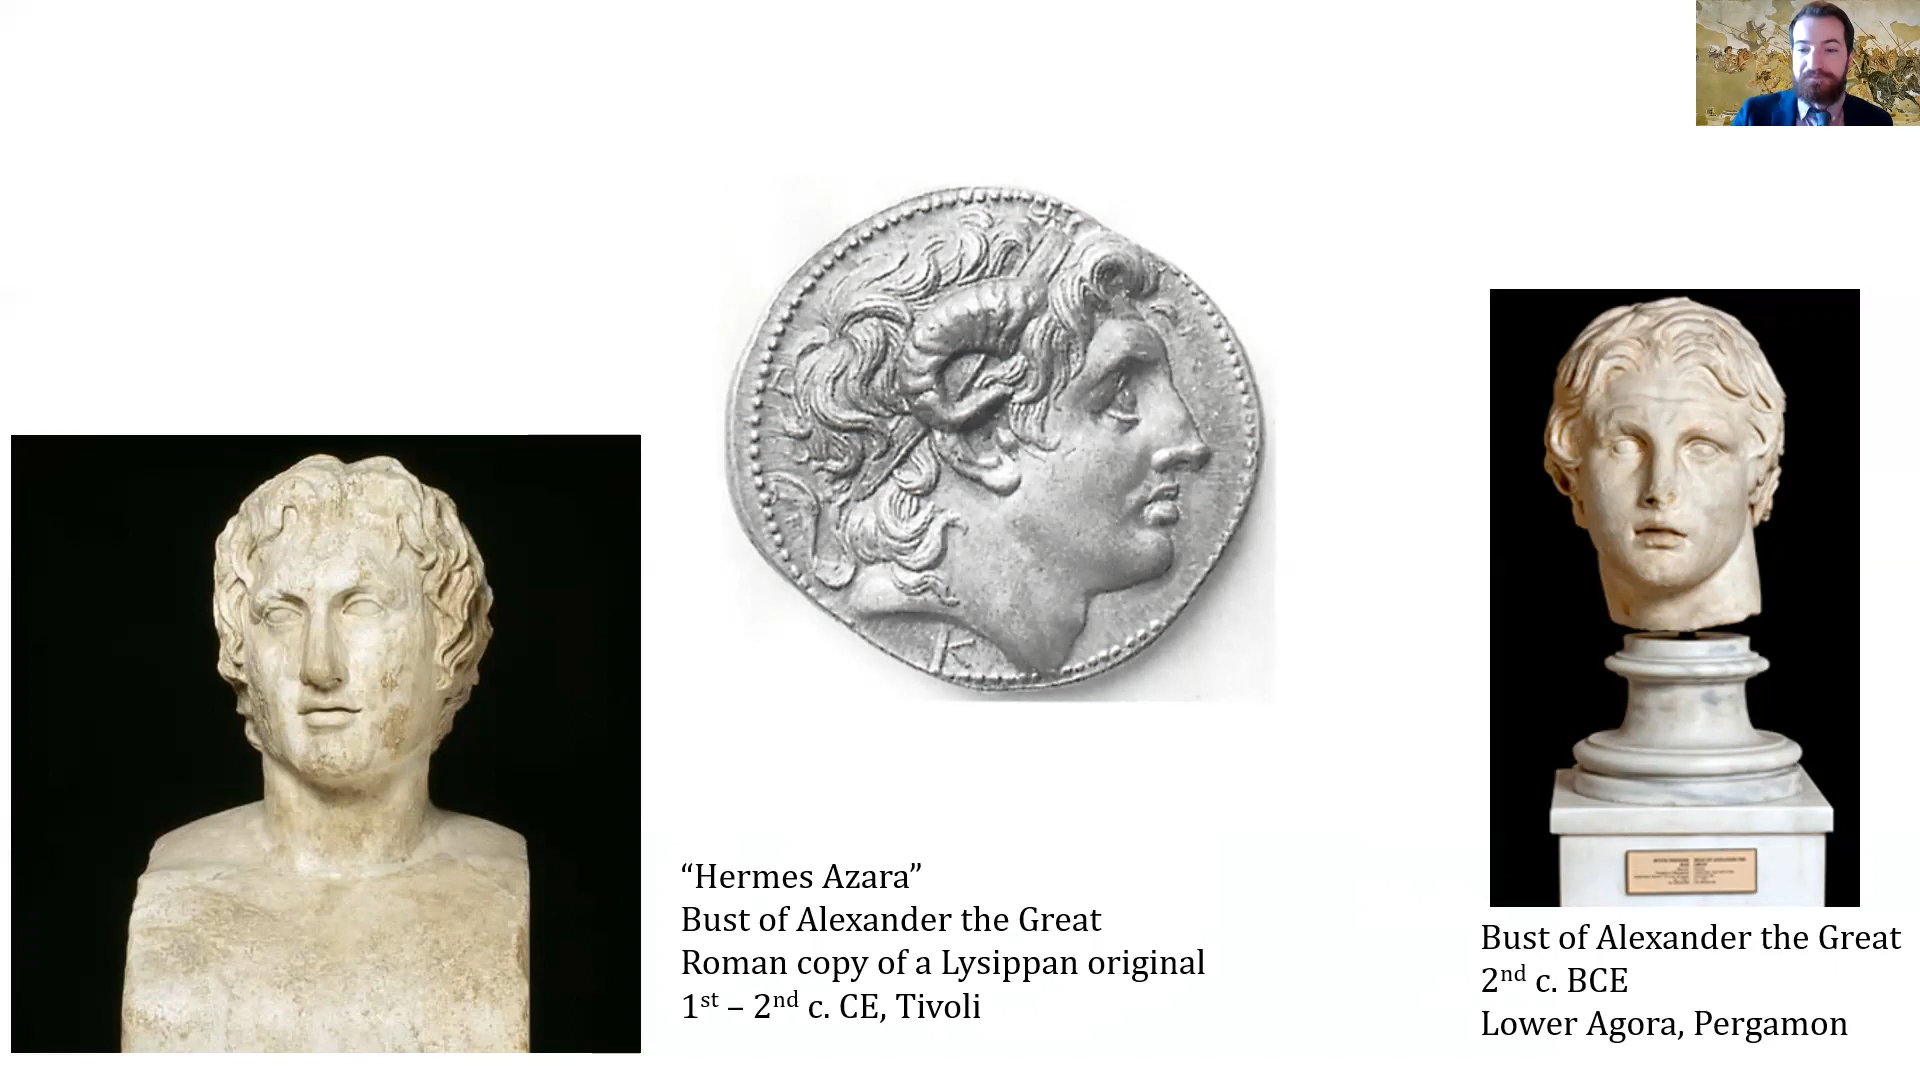 “Hermes Azara”
Bust of Alexander the Great
Roman copy of a Lysippan original
1st – 2nd c. CE, Tivoli
Bust of Alexander the Great
2nd c. BCE
Lower Agora, Pergamon
K